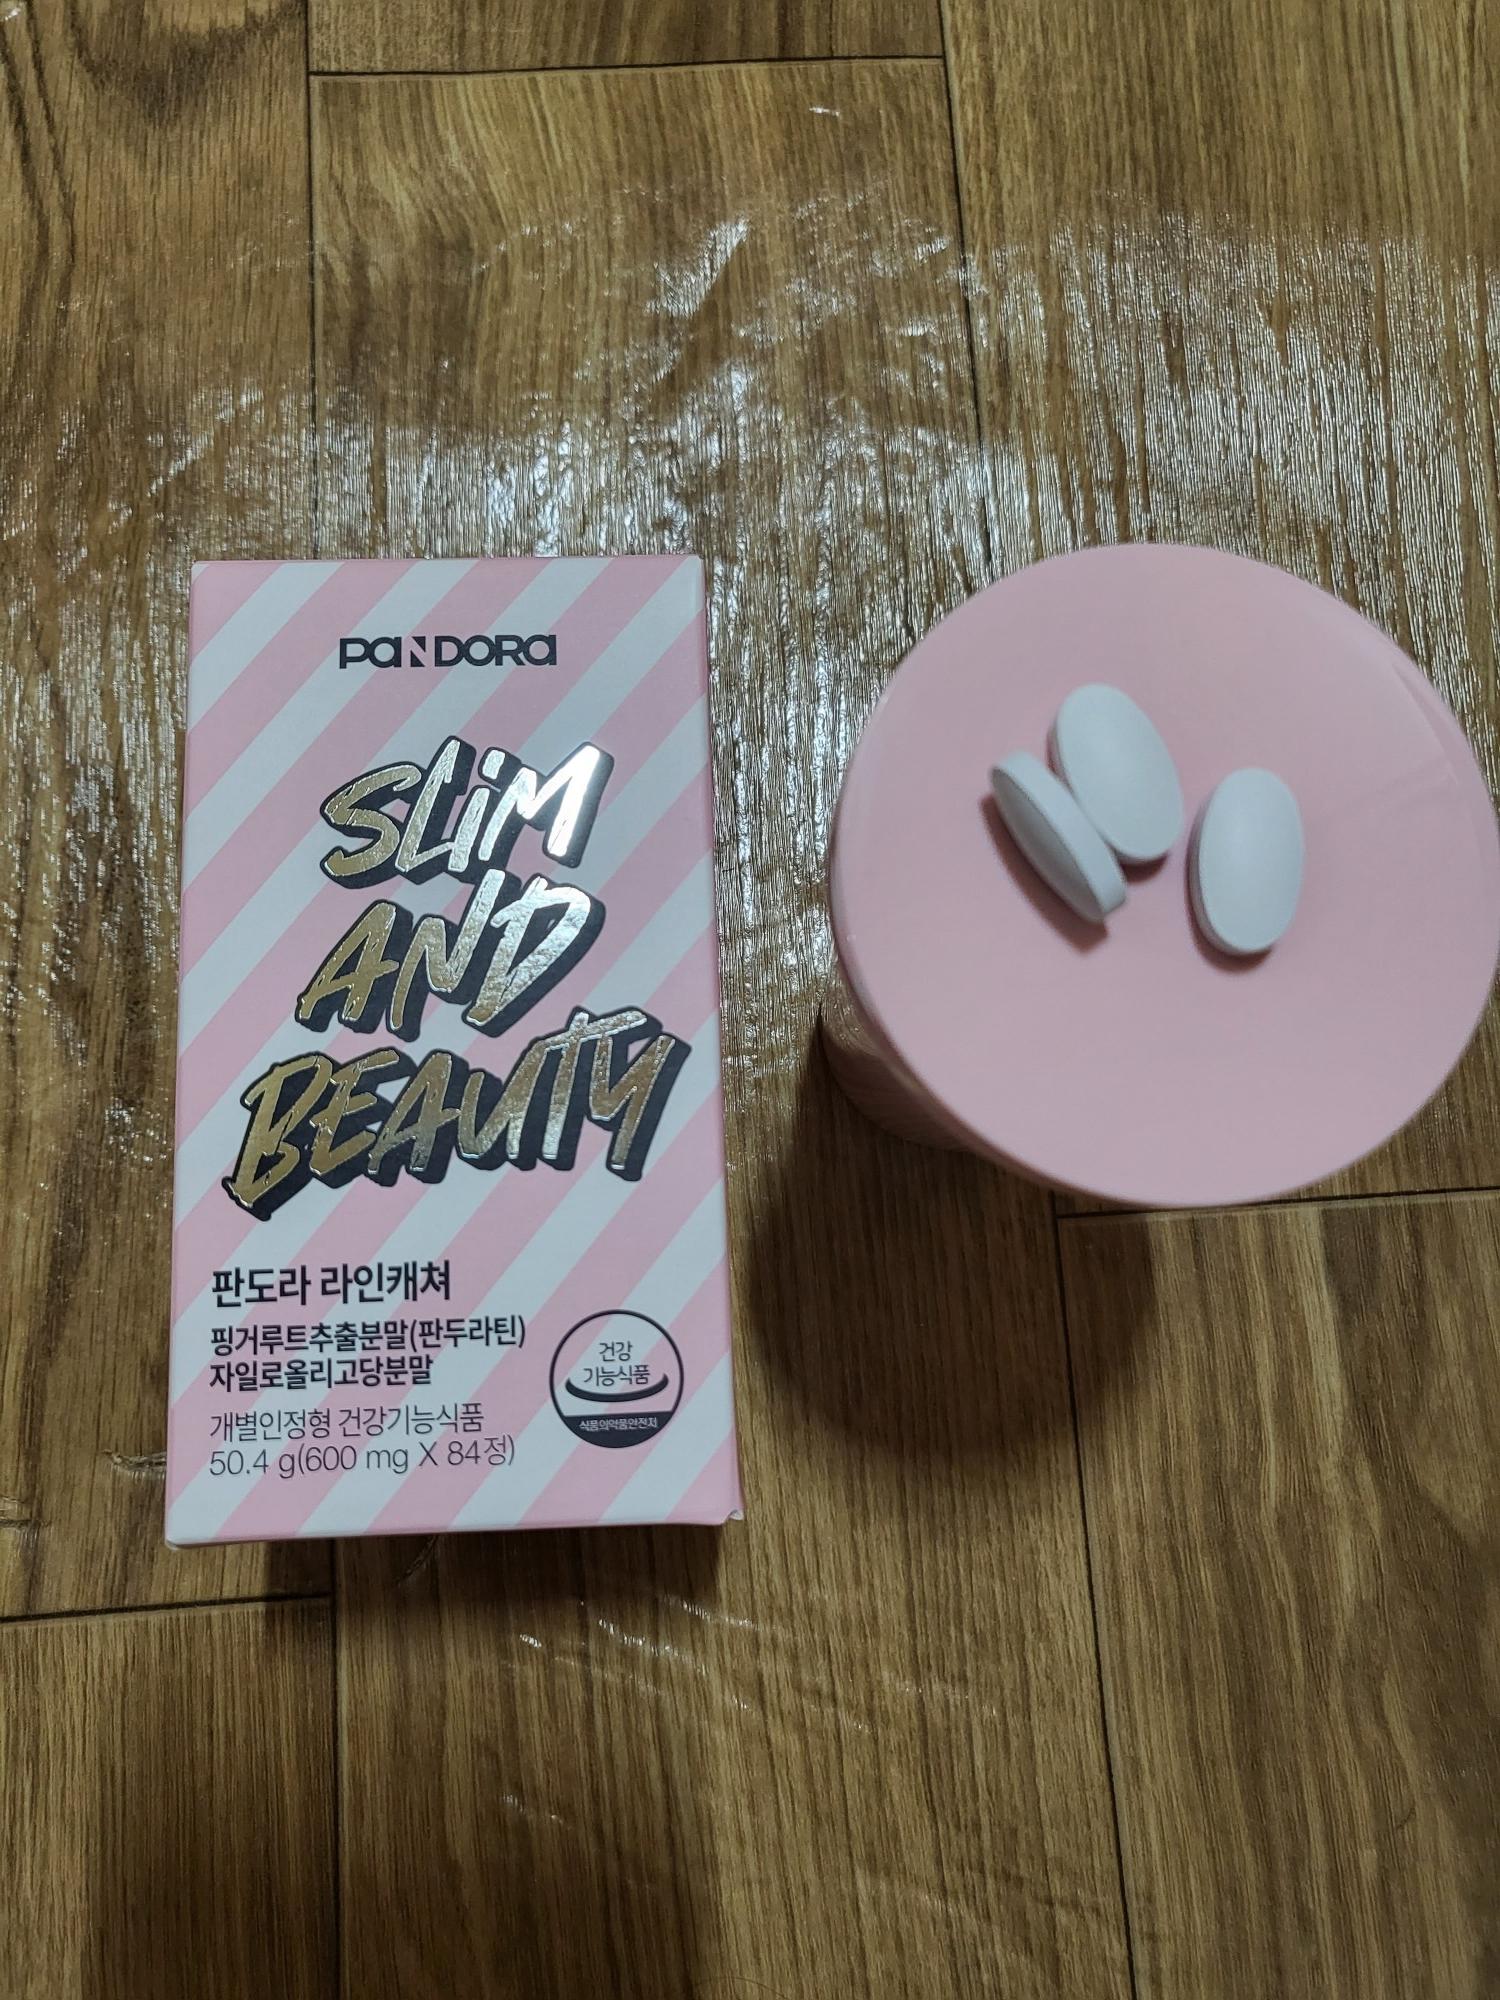 PANDORA
SLIM
AND
BEAUTY
판도라 라인캐쳐
핑거루트추출분말(판두라틴)
자일로올리고당분말
개별인정형 건강기능식품
50.4 g(600 mg X 84정)
건강
기능식품
식품의약품안전처